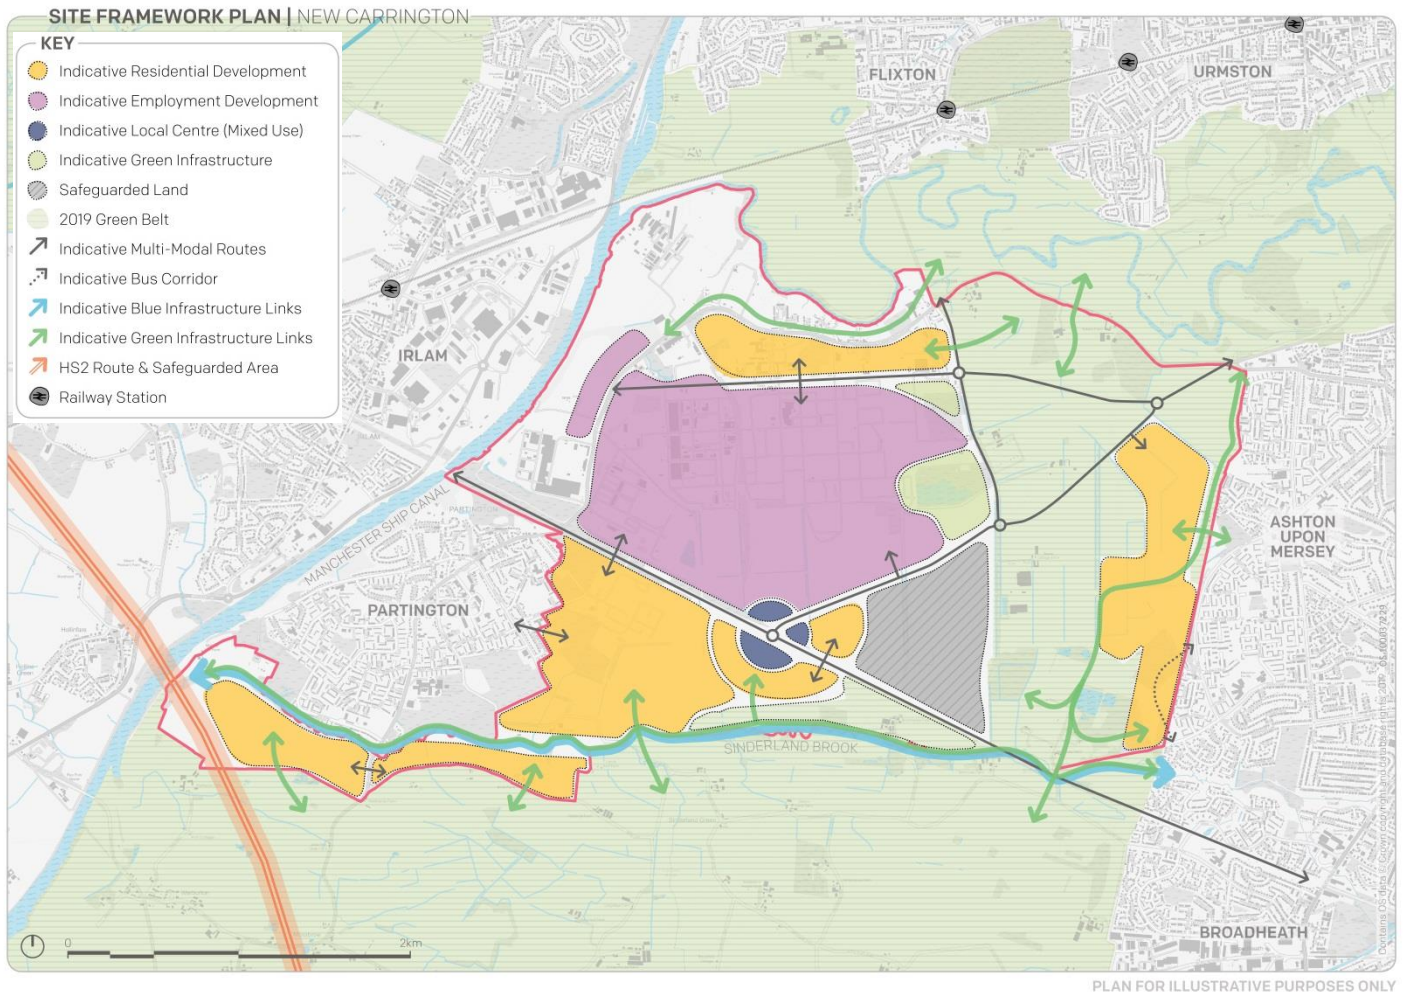 SITE FRAMEWORK PLAN | NEW CARRINGTON
KEY
Indicative Residential Development
Indicative Employment Development
Indicative Local Centre (Mixed Use)
Indicative Green Infrastructure
Safeguarded Land
2019 Green Belt
Indicative Multi-Modal Routes
Indicative Bus Corridor
Indicative Blue Infrastructure Links
Indicative Green Infrastructure Links
HS2 Route & Safeguarded Area
Railway Station
FLIXTON
URMSTON
IRLAM
MANCHESTER SHIP CANAL
PARTINGTON
PARTINGTON
ASHTON
UPON
MERSEY
SINDERLAND BROOK
BROADHEATH
0
2km
PLAN FOR ILLUSTRATIVE PURPOSES ONLY